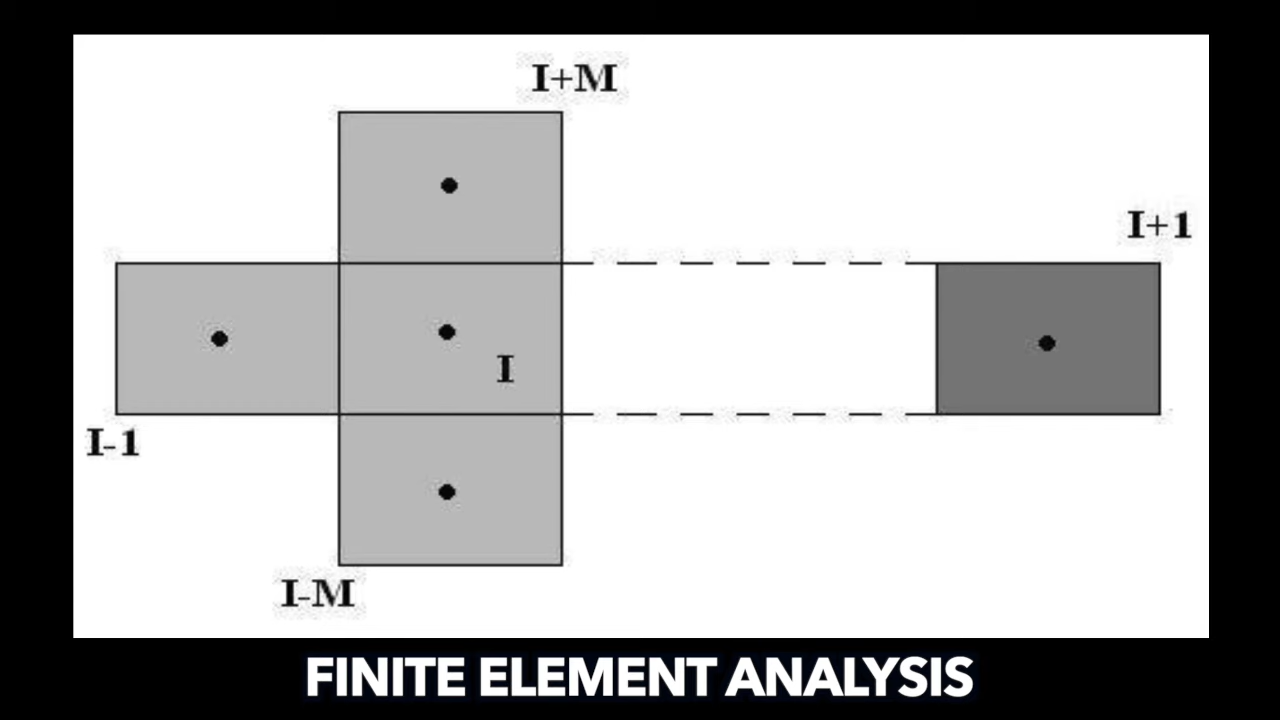 I+M
I+1
I
I-1
I-M
FINITE ELEMENT ANALYSIS